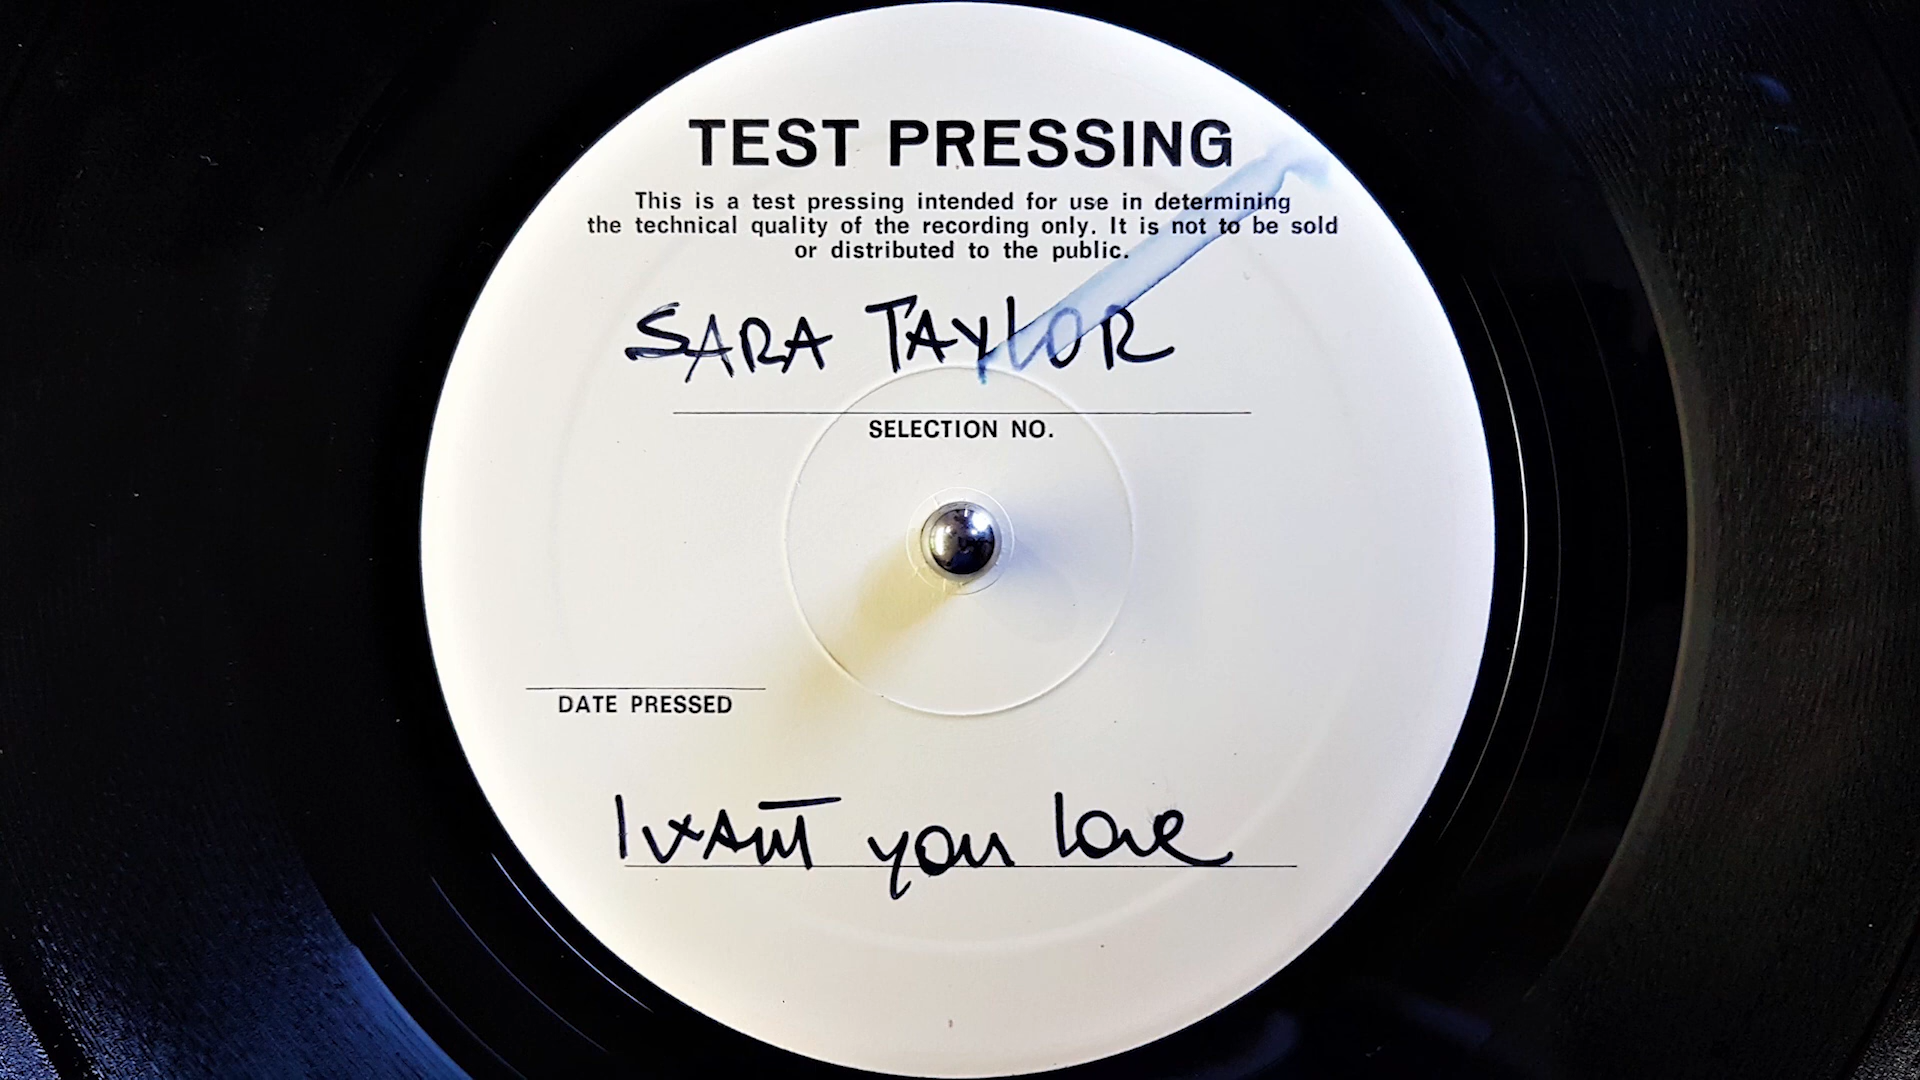 TEST PRESSING
This is a test pressing intended for use in determining
the technical quality of the recording only. It is not to be sold
or distributed to the public.
SARA TAYLOR
SELECTION NO.
DATE PRESSED
I want you love